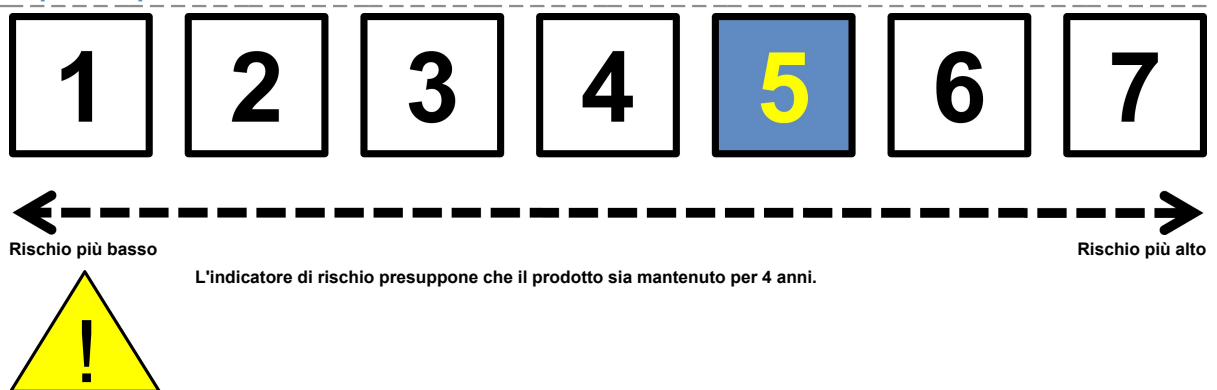 1 2 3 4 5 6 7
Rischio più basso Rischio più alto
L'indicatore di rischio presuppone che il prodotto sia mantenuto per 4 anni.
!